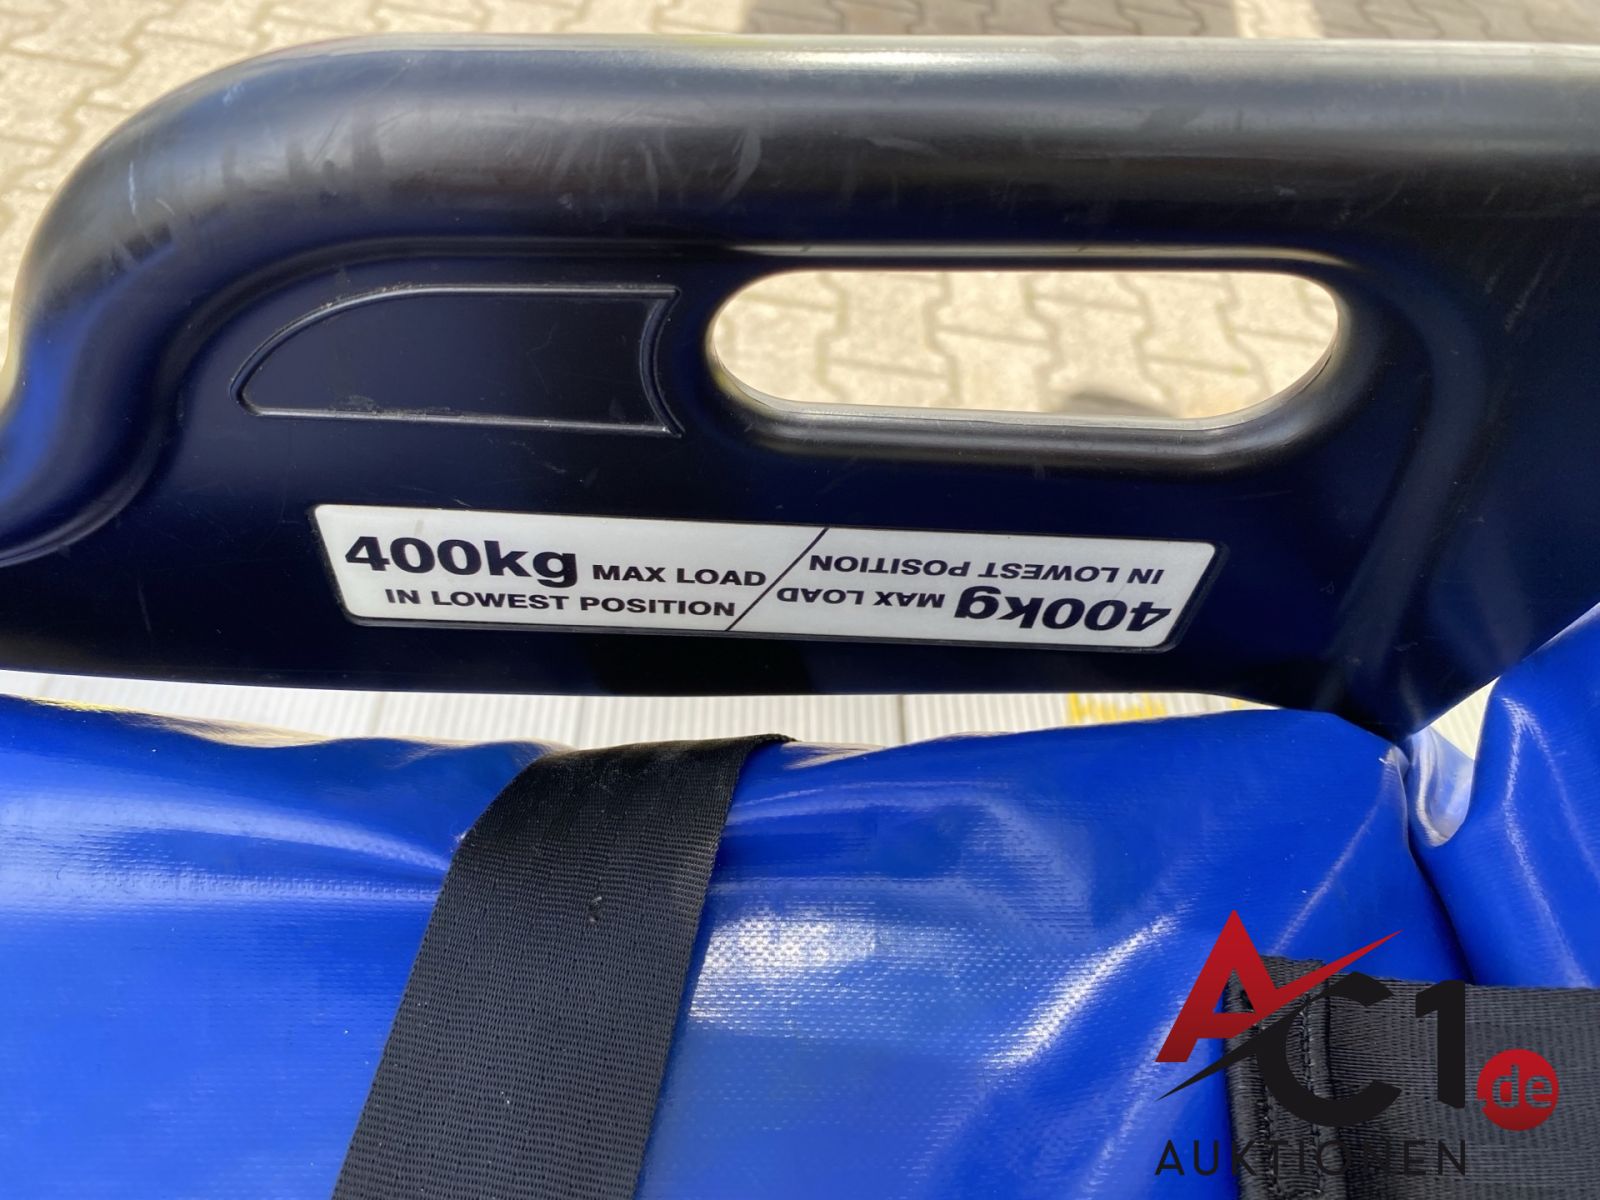 400kg MAX LOAD
IN LOWEST POSITION
400kg MAX LOAD
IN LOWEST POSITION
AC1.de
AUKTIONEN